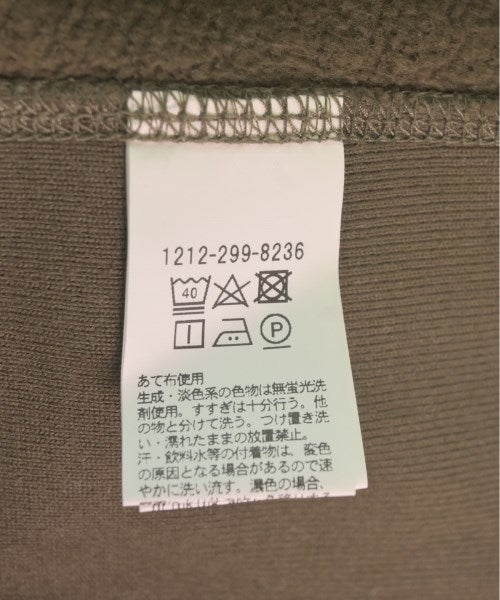 1212-299-8236
40
P
あて布使用
生成・淡色系の色物は無蛍光洗
剤使用。すすぎは十分行う。他
の物と分けて洗う。つけ置き洗
い・濡れたままの放置禁止。
汗・飲料水等の付着物は、変色
の原因となる場合があるので速
やかに洗い流す。濃色の場合、